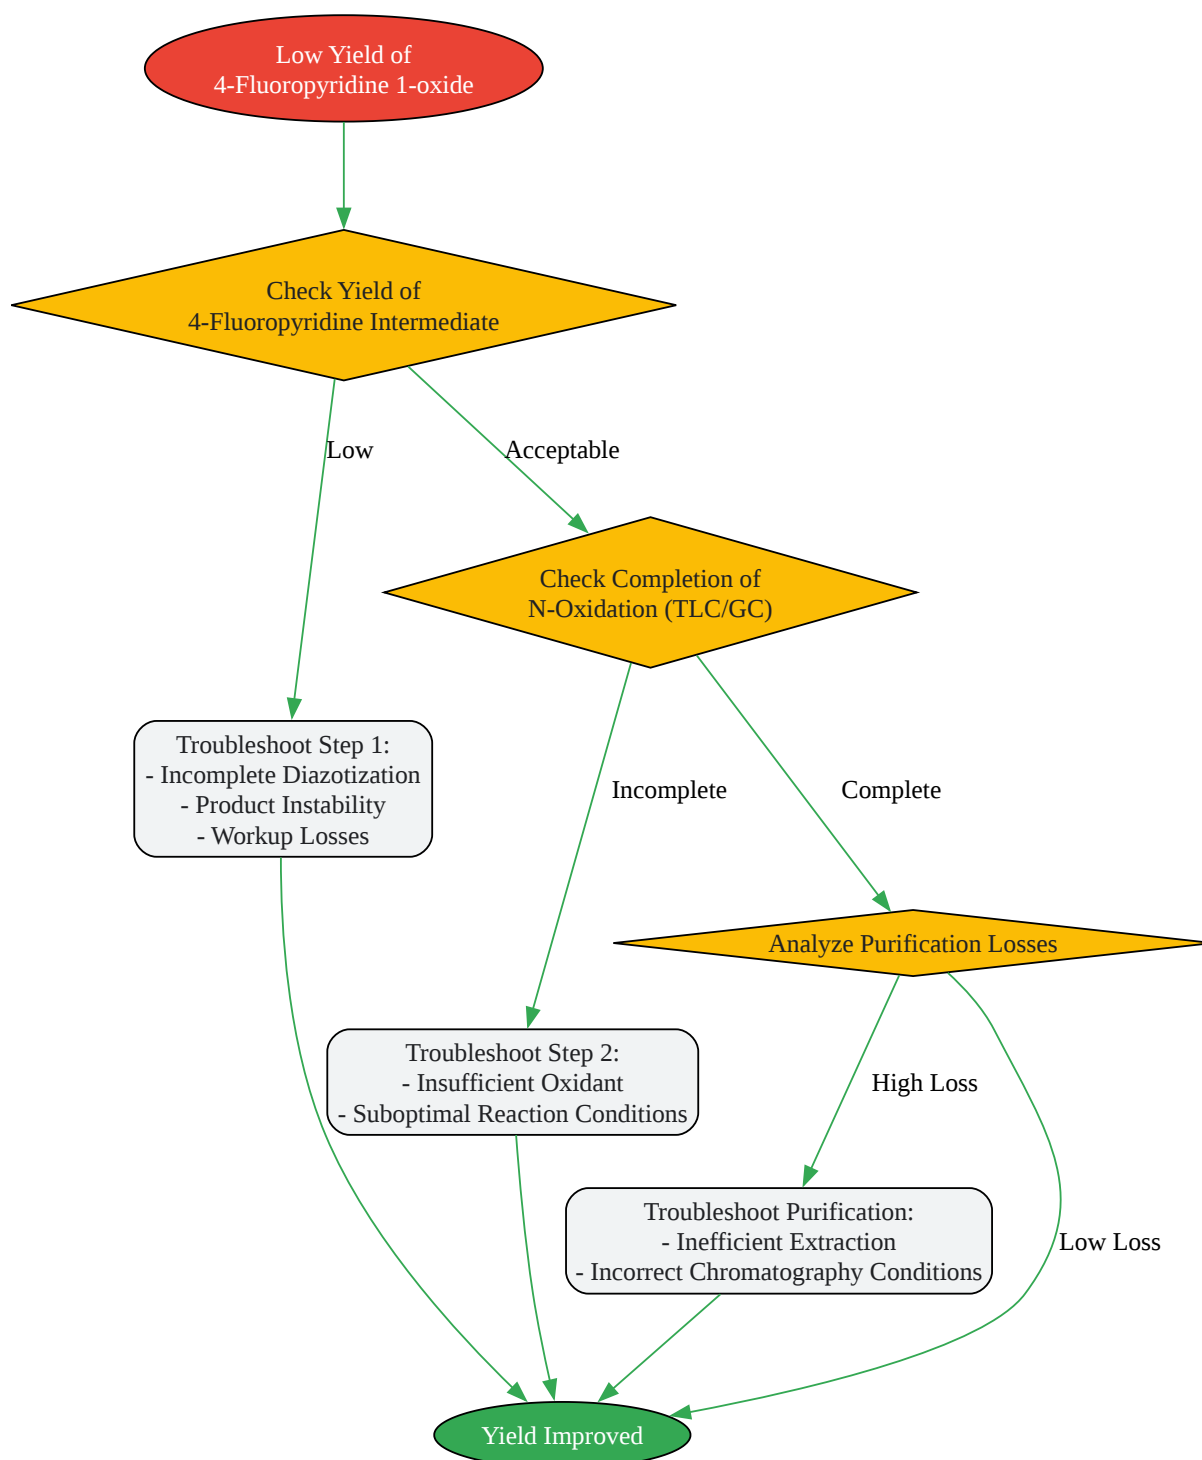 Low Yield of
4-Fluoropyridine 1-oxide
Check Yield of
4-Fluoropyridine Intermediate
Low
Acceptable
Check Completion of
N-Oxidation (TLC/GC)
Troubleshoot Step 1:
- Incomplete Diazotization
- Product Instability
- Workup Losses
Incomplete
Complete
Analyze Purification Losses
Troubleshoot Step 2:
- Insufficient Oxidant
- Suboptimal Reaction Conditions
High Loss
Troubleshoot Purification:
- Inefficient Extraction
- Incorrect Chromatography Conditions
Low Loss
Yield Improved